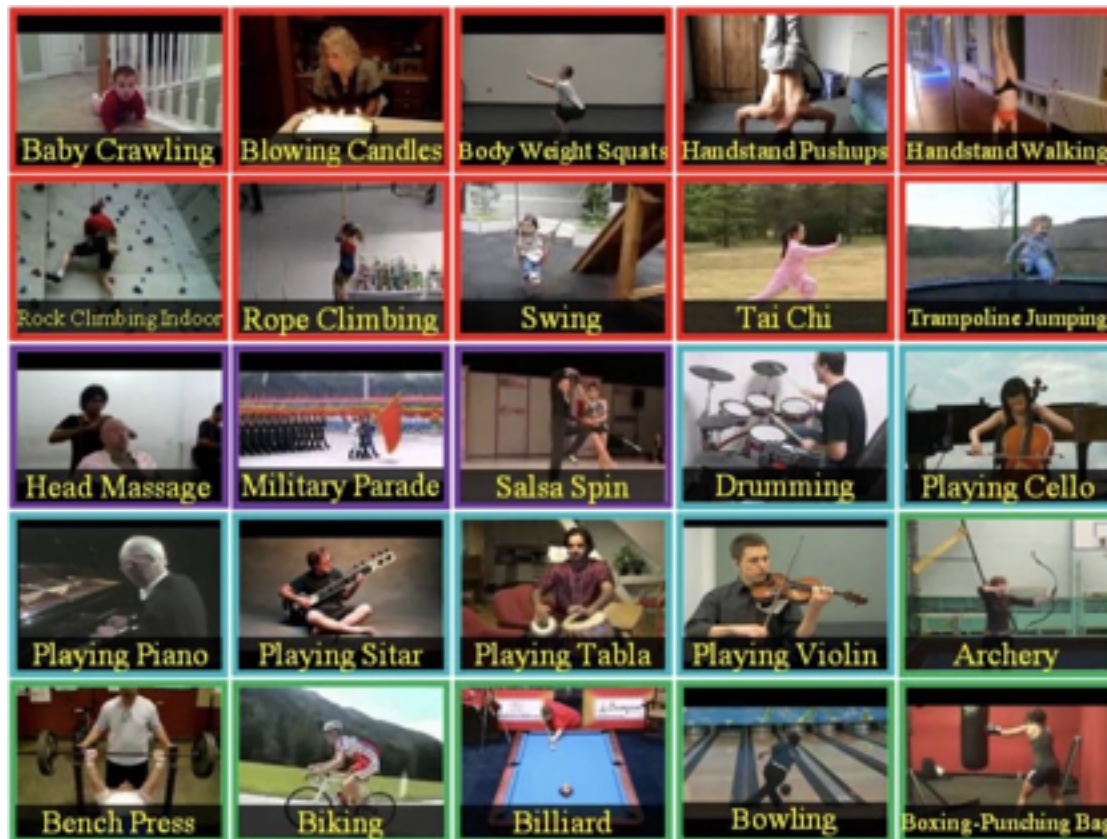 Baby Crawling
Blowing Candles
Body Weight Squats
Handstand Pushups
Handstand Walking
Rock Climbing Indoor
Rope Climbing
Swing
Tai Chi
Trampoline Jumping
Head Massage
Military Parade
Salsa Spin
Drumming
Playing Cello
Playing Piano
Playing Sitar
Playing Tabla
Playing Violin
Archery
Bench Press
Biking
Billiard
Bowling
Boxing-Punching Bag